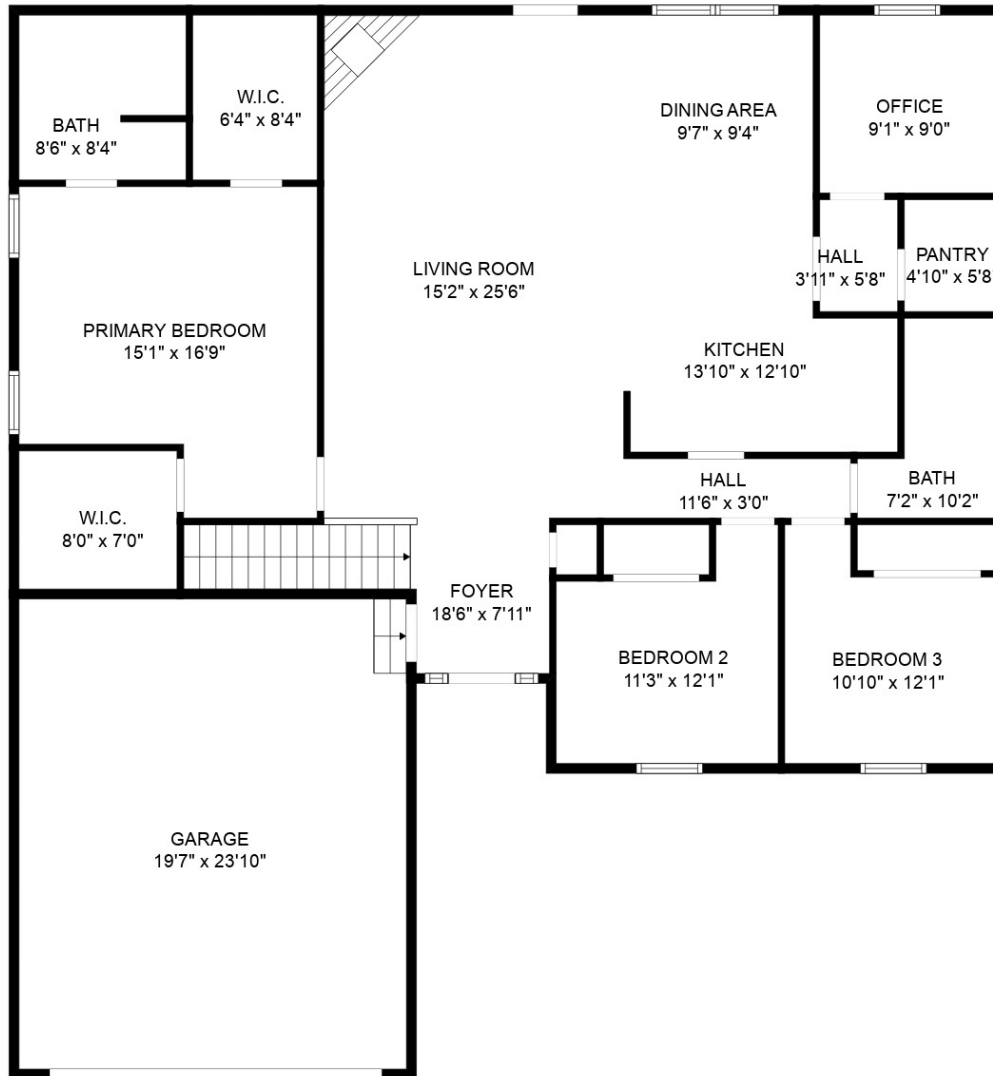 W.I.C.
6'4" x 8'4"
BATH
8'6" x 8'4"
DINING AREA
9'7" x 9'4"
OFFICE
9'1" x 9'0"
LIVING ROOM
15'2" x 25'6"
HALL
3'11" x 5'8"
PANTRY
4'10" x 5'8
PRIMARY BEDROOM
15'1" x 16'9"
KITCHEN
13'10" x 12'10"
W.I.C.
8'0" x 7'0"
HALL
11'6" x 3'0"
BATH
7'2" x 10'2"
FOYER
18'6" x 7'11"
BEDROOM 2
11'3" x 12'1"
BEDROOM 3
10'10" x 12'1"
GARAGE
19'7" x 23'10"